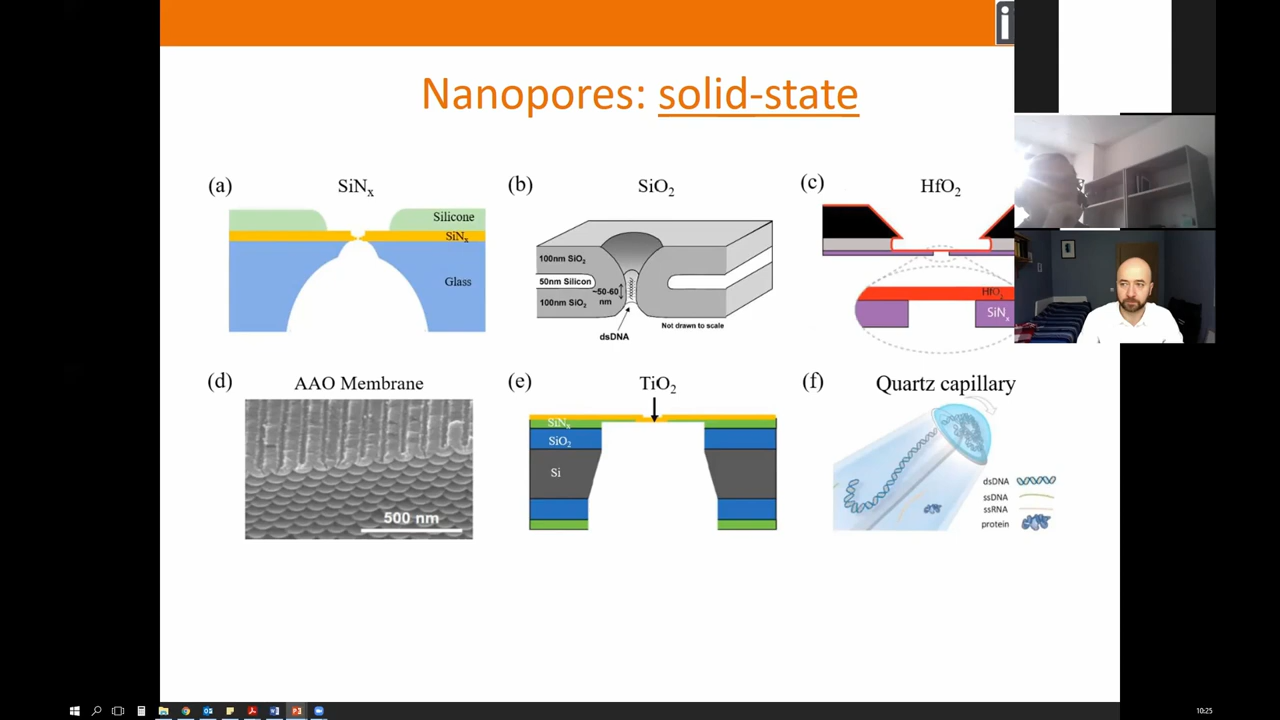 Nanopores: solid-state
(a)
SiNₓ
Silicone
SiNₓ
Glass
(b)
SiO₂
100nm SiO₂
50nm Silicon
~50-60
nm
100nm SiO₂
Not drawn to scale
dsDNA
(c)
HfO₂
HfO₂
SiNₓ
(d)
AAO Membrane
500 nm
(e)
TiO₂
SiNₓ
SiO₂
Si
(f)
Quartz capillary
dsDNA
ssDNA
ssRNA
protein
10:25